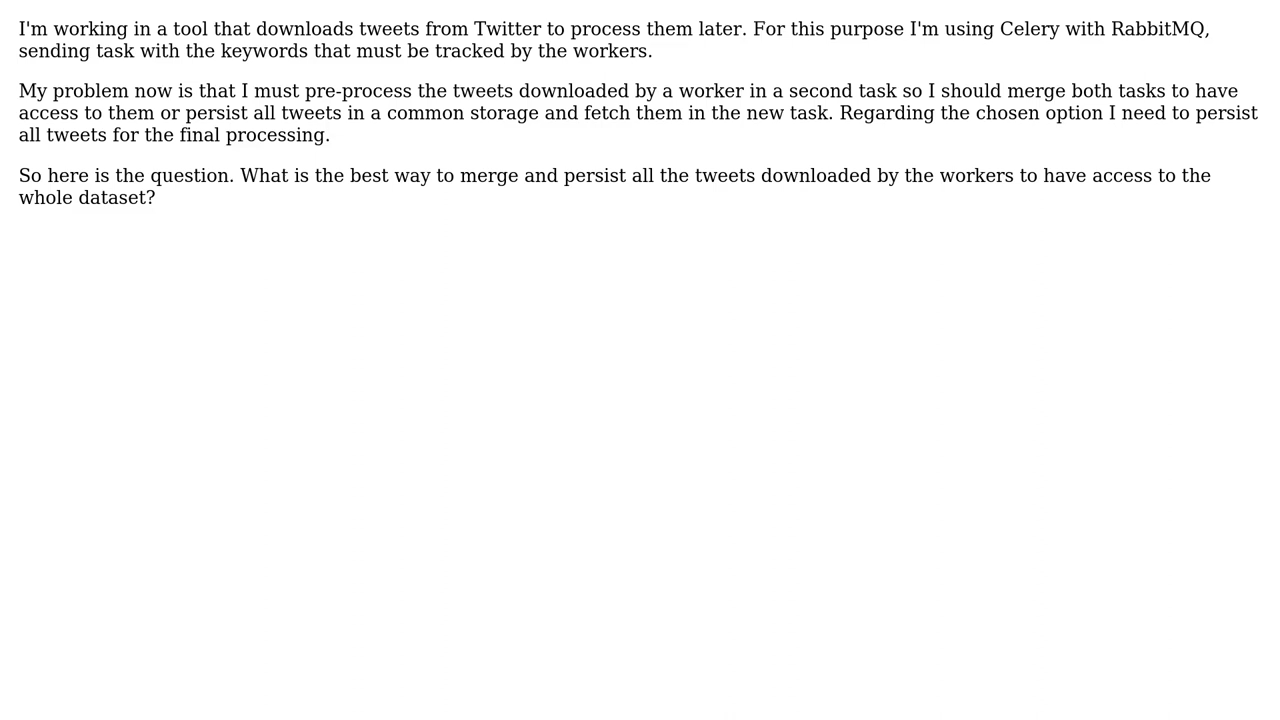 I'm working in a tool that downloads tweets from Twitter to process them later. For this purpose I'm using Celery with RabbitMQ,
sending task with the keywords that must be tracked by the workers.
My problem now is that I must pre-process the tweets downloaded by a worker in a second task so I should merge both tasks to have
access to them or persist all tweets in a common storage and fetch them in the new task. Regarding the chosen option I need to persist
all tweets for the final processing.
So here is the question. What is the best way to merge and persist all the tweets downloaded by the workers to have access to the
whole dataset?